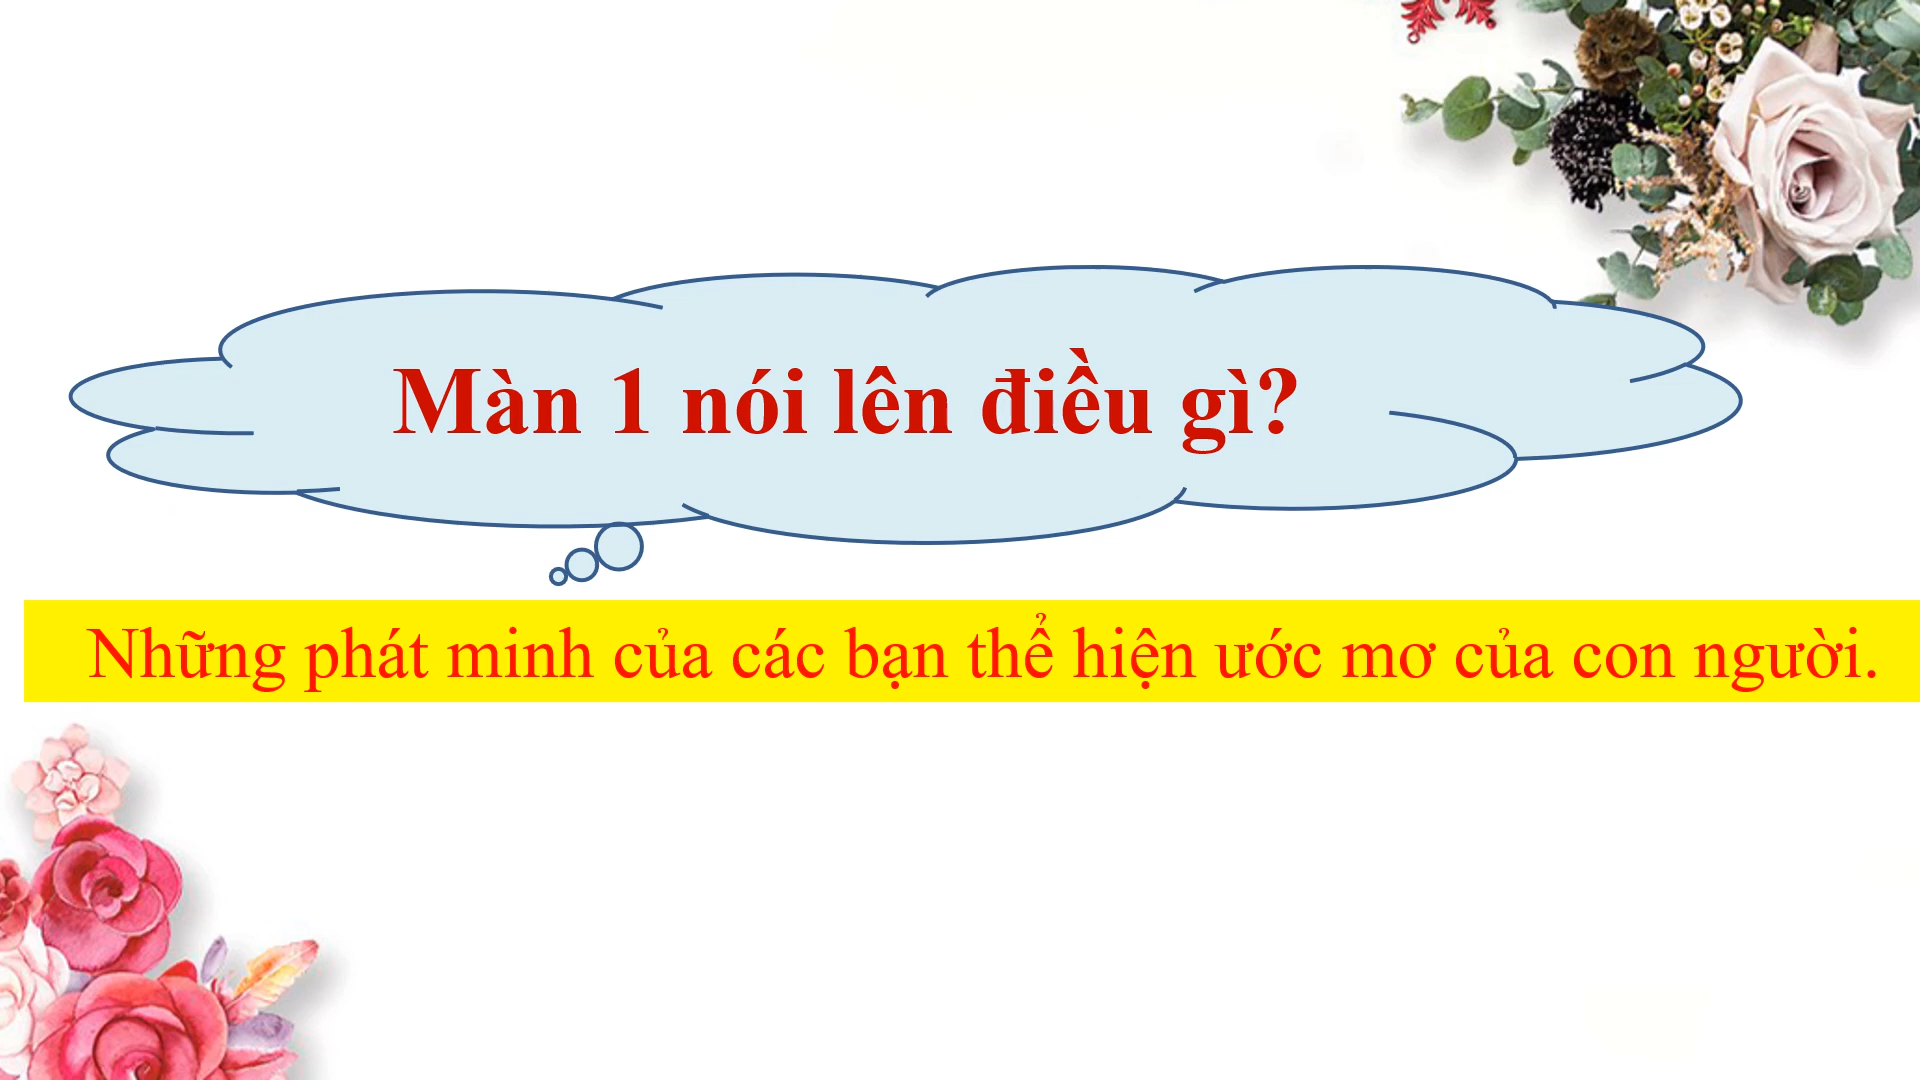 Màn 1 nói lên điều gì?
Những phát minh của các bạn thể hiện ước mơ của con người.